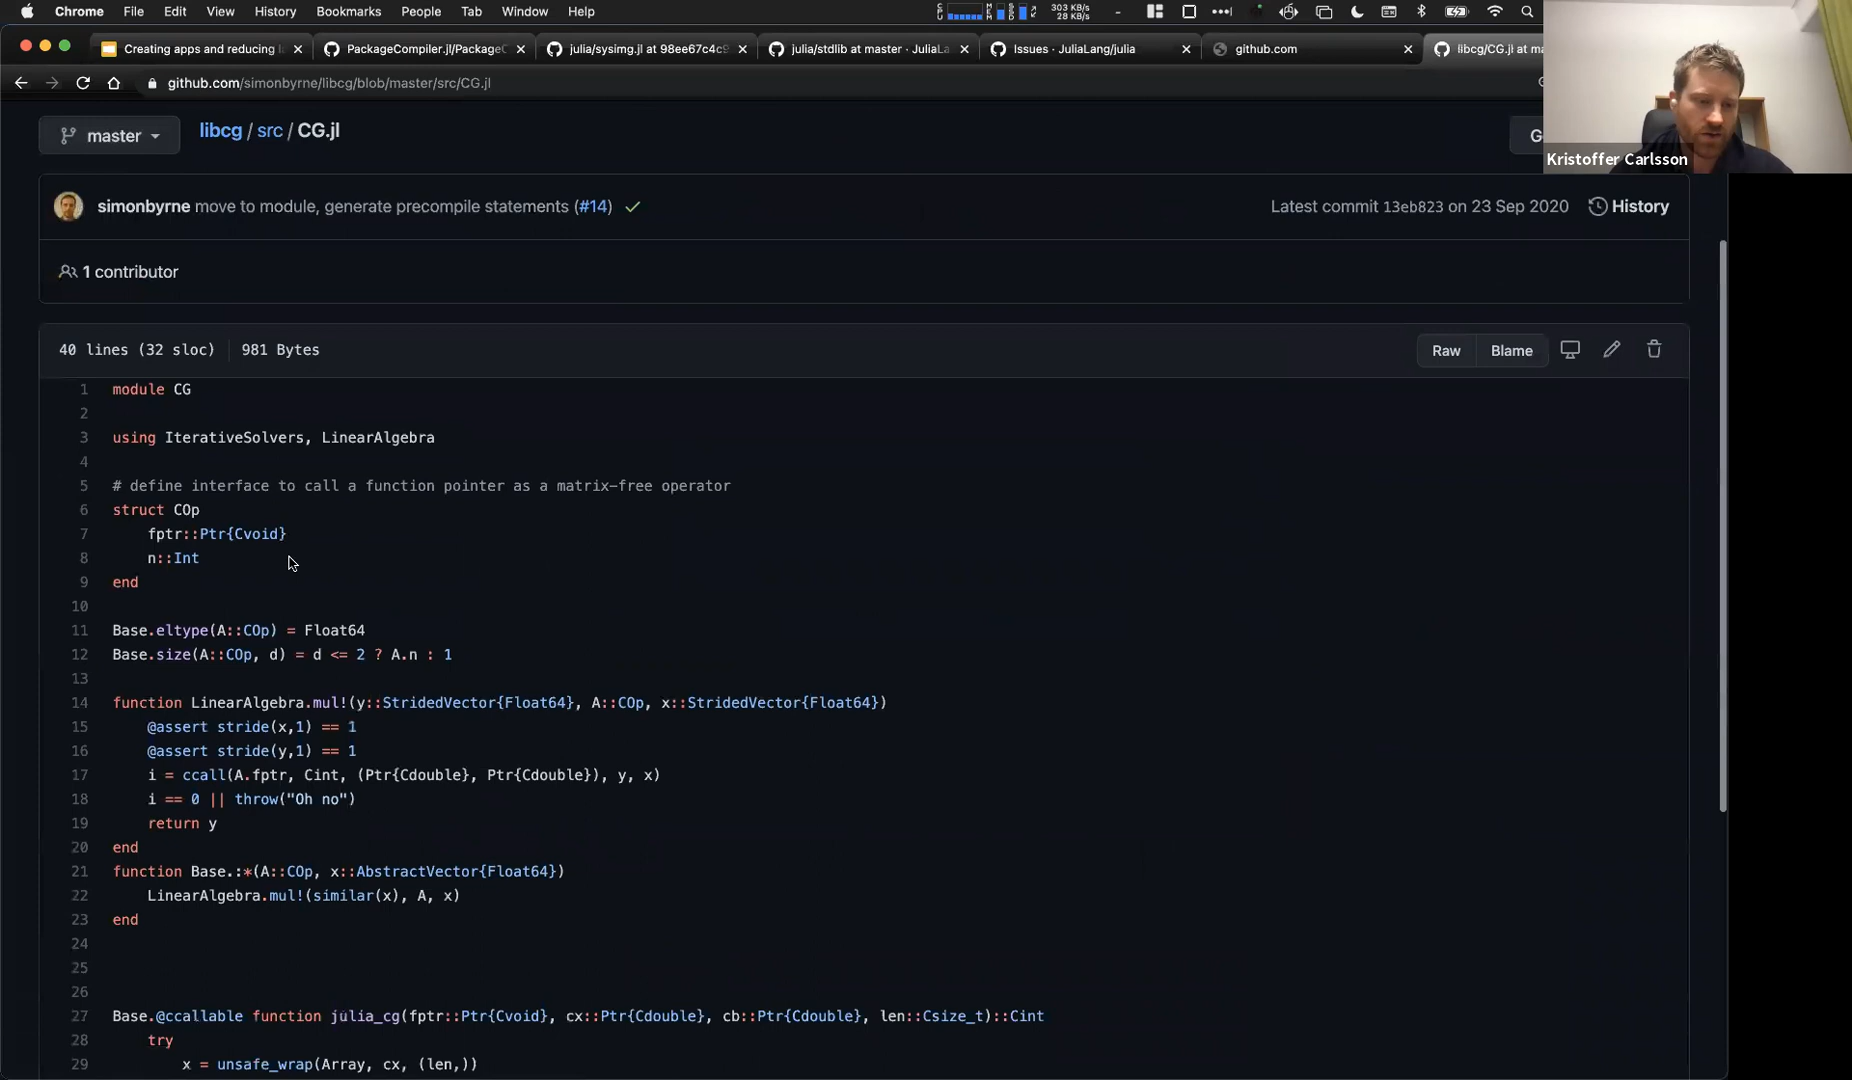 Chrome File Edit View History Bookmarks People Tab Window Help
303 KB/s
28 KB/s
Creating apps and reducing l
PackageCompiler.jl/PackageC
julia/sysimg.jl at 98ee67c4c9
julia/stdlib at master · JuliaLa
Issues · JuliaLang/julia
github.com
libcg/CG.jl at ma
github.com/simonbyrne/libcg/blob/master/src/CG.jl
master
libcg / src / CG.jl
Kristoffer Carlsson
simonbyrne move to module, generate precompile statements (#14)
Latest commit 13eb823 on 23 Sep 2020 History
1 contributor
40 lines (32 sloc) 981 Bytes
Raw Blame
1 module CG
2
3 using IterativeSolvers, LinearAlgebra
4
5 # define interface to call a function pointer as a matrix-free operator
6 struct COp
7 fptr::Ptr{Cvoid}
8 n::Int
9 end
10
11 Base.eltype(A::COp) = Float64
12 Base.size(A::COp, d) = d <= 2 ? A.n : 1
13
14 function LinearAlgebra.mul!(y::StridedVector{Float64}, A::COp, x::StridedVector{Float64})
15 @assert stride(x,1) == 1
16 @assert stride(y,1) == 1
17 i = ccall(A.fptr, Cint, (Ptr{Cdouble}, Ptr{Cdouble}), y, x)
18 i == 0 || throw("Oh no")
19 return y
20 end
21 function Base.:*(A::COp, x::AbstractVector{Float64})
22 LinearAlgebra.mul!(similar(x), A, x)
23 end
24
25
26
27 Base.@ccallable function julia_cg(fptr::Ptr{Cvoid}, cx::Ptr{Cdouble}, cb::Ptr{Cdouble}, len::Csize_t)::Cint
28 try
29 x = unsafe_wrap(Array, cx, (len,))